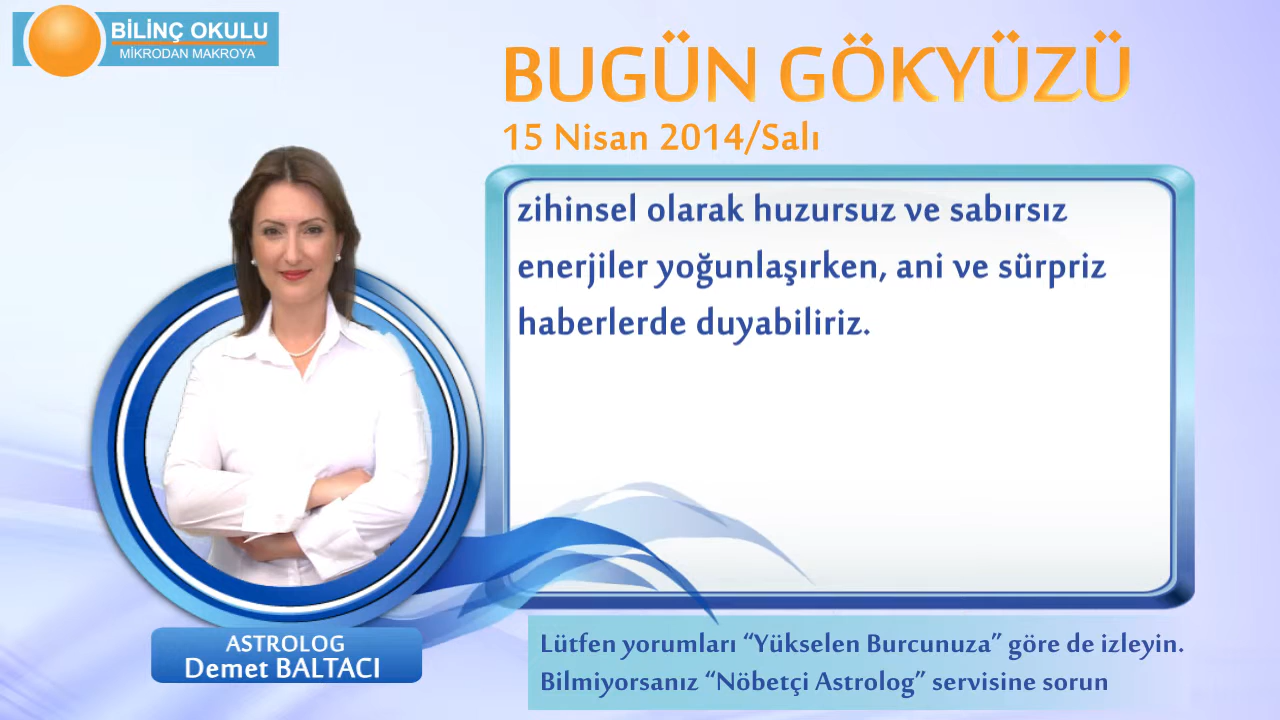 BİLİNÇ OKULU
MİKRODAN MAKROYA
BUGÜN GÖKYÜZÜ
15 Nisan 2014/Salı
zihinsel olarak huzursuz ve sabırsız
enerjiler yoğunlaşırken, ani ve sürpriz
haberlerde duyabiliriz.
ASTROLOG
Demet BALTACI
Lütfen yorumları “Yükselen Burcunuza” göre de izleyin.
Bilmiyorsanız “Nöbetçi Astrolog” servisine sorun